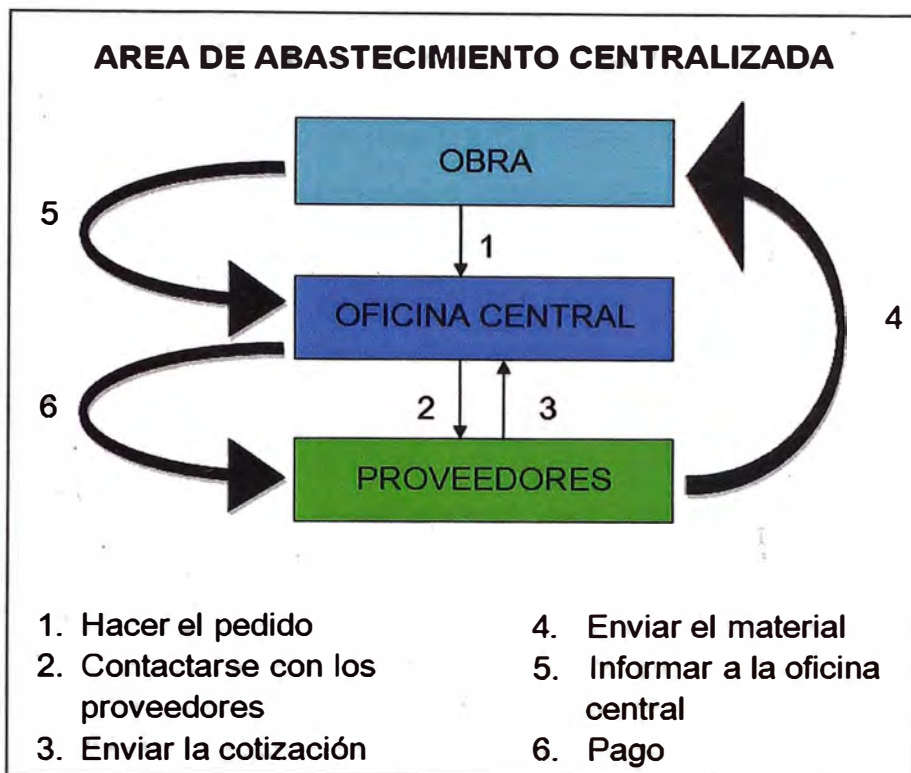 AREA DE ABASTECIMIENTO CENTRALIZADA
OBRA
5
1
OFICINA CENTRAL
4
6
2
3
PROVEEDORES
1. Hacer el pedido
2. Contactarse con los
proveedores
3. Enviar la cotización
4. Enviar el material
5. Informar a la oficina
central
6. Pago